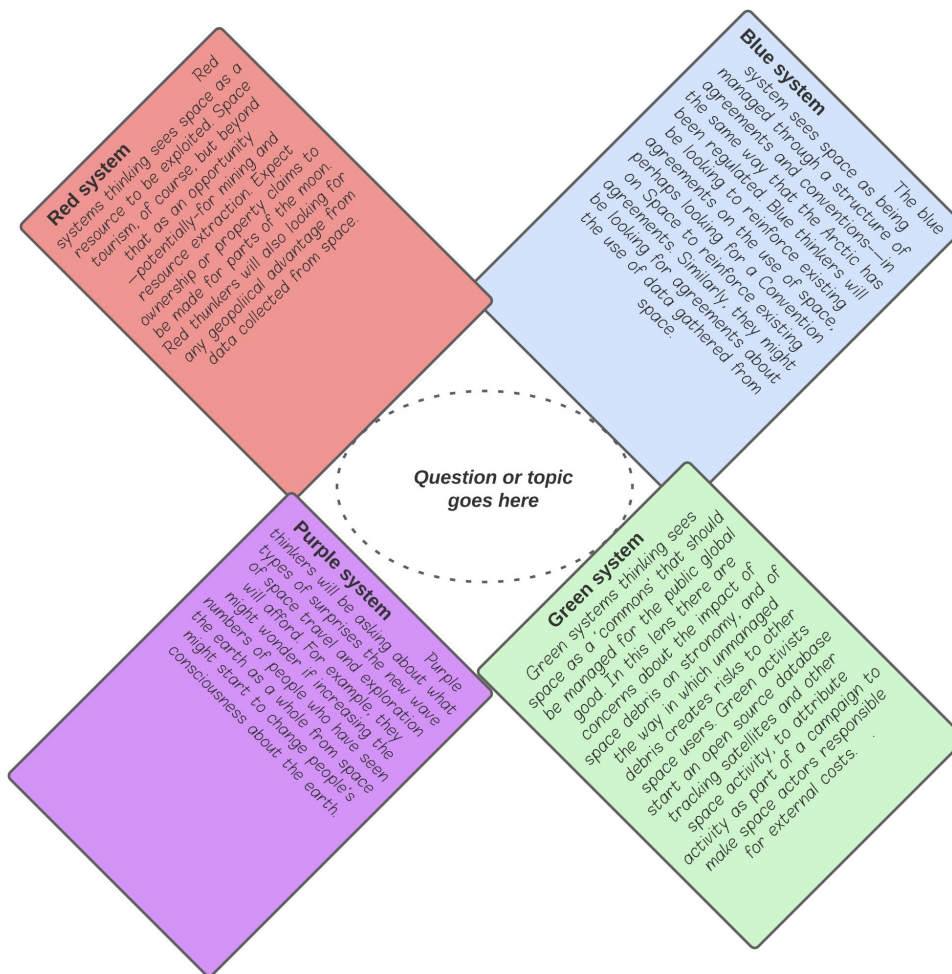 Red system
Red
systems thinking sees space as a
resource to be exploited. Space
tourism, of course, but beyond
that as an opportunity
—potentially—for mining and
resource extraction. Expect
ownership or property claims to
be made for parts of the moon.
Red thunkers will also looking for
any geopoliical advantage from
data collected from space.
Blue system
The blue
system sees space as being
managed through a structure of
agreements and conventions—in
the same way that the Arctic has
been regulated. Blue thinkers will
be looking to reinforce existing
agreements on the use of space,
perhaps looking for a Convention
on Space to reinforce existing
agreements. Similarly, they might
be looking for agreements about
the use of data gathered from
space.
Question or topic
goes here
Purple system
Purple
thinkers will be asking about what
types of surprises the new wave
of space travel and exploration
will afford. For example, they
might wonder if increasing the
numbers of people who have seen
the earth as a whole from space
might start to change people's
consciousness about the earth.
Green system
Green systems thinking sees
space as a 'commons' that should
be managed for the public global
good. In this lens, there are
concerns about the impact of
space debris on stronomy, and of
the way in which unmanaged
debris creates risks to other
space users. Green activists
start an open source database
tracking satellites and other
space activity, to attribute
activity as part of a campaign to
make space actors responsible
for external costs. .